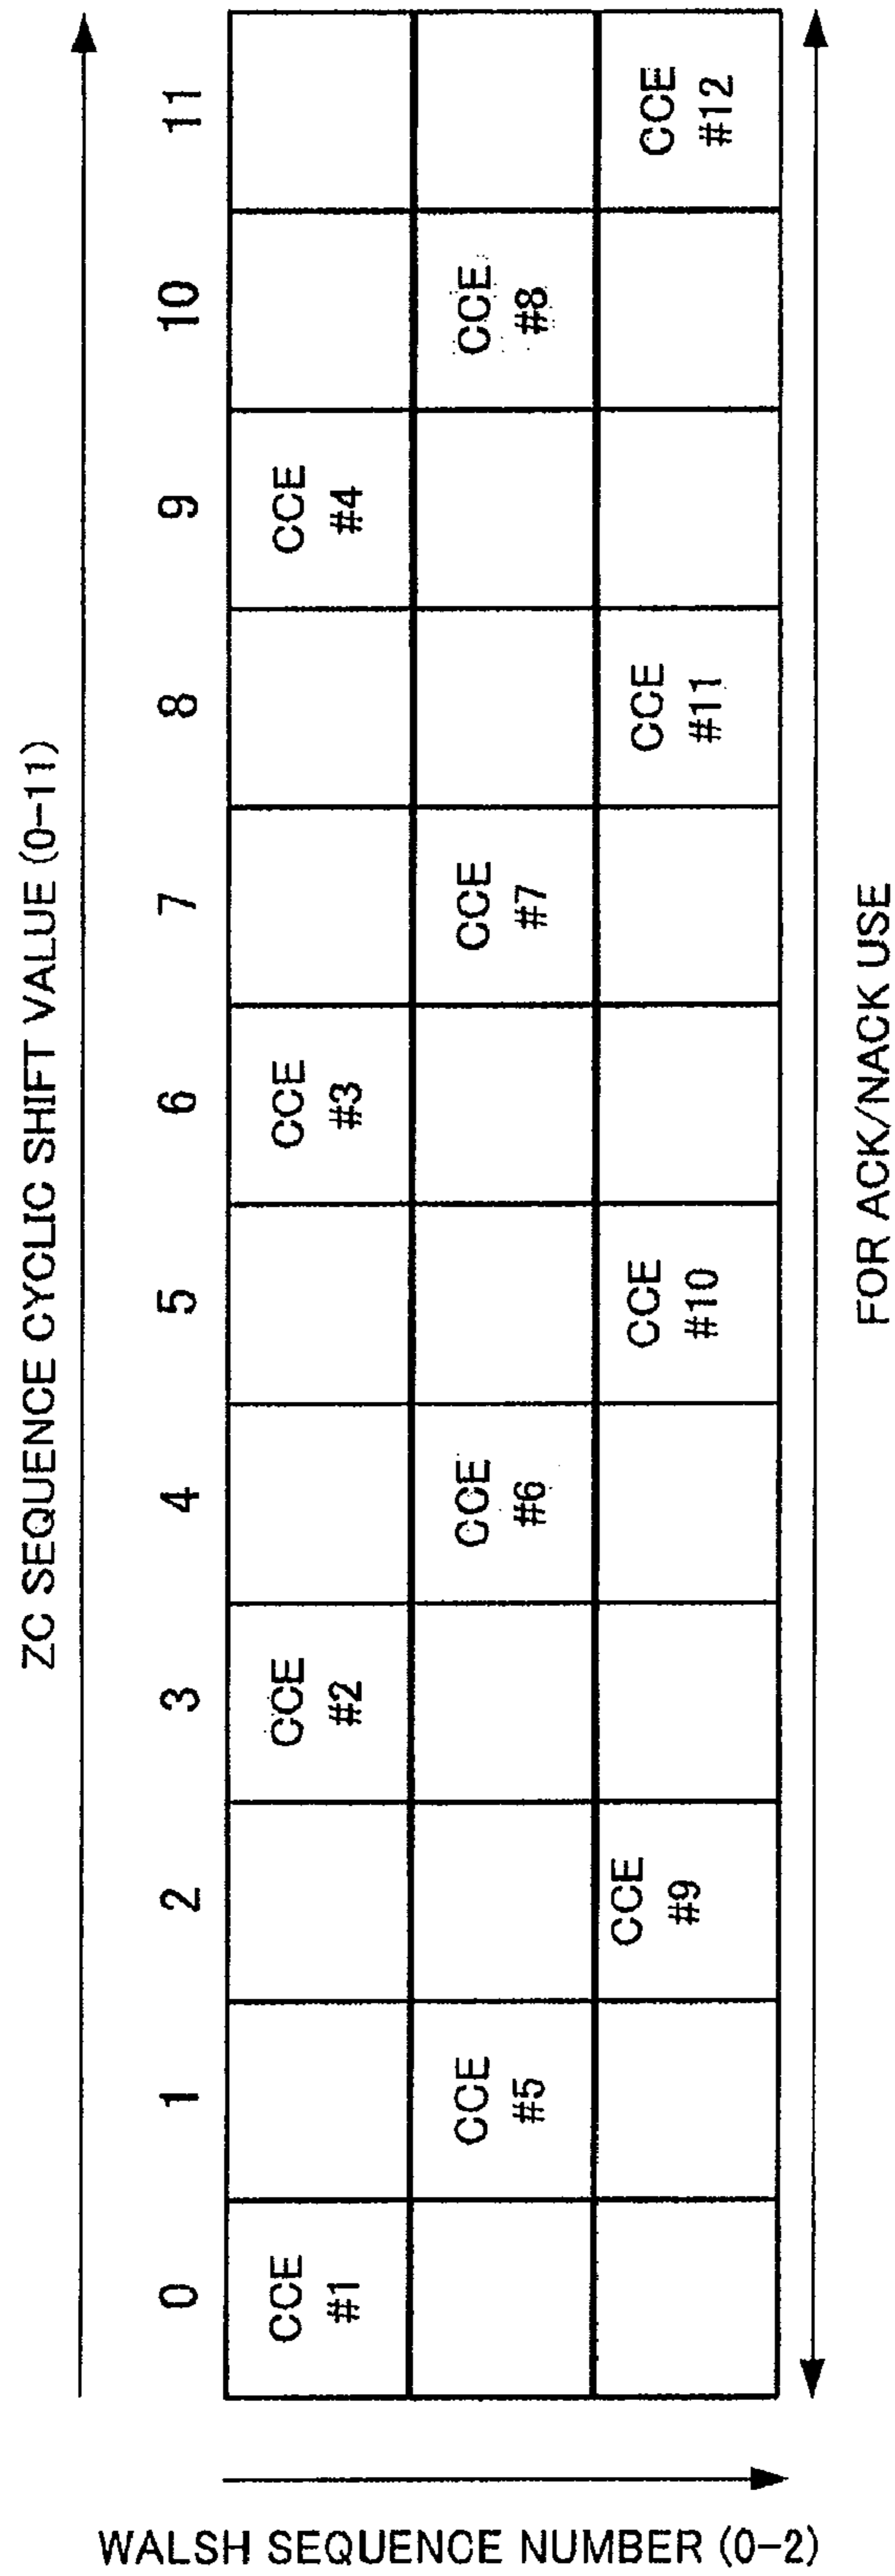 ZC SEQUENCE CYCLIC SHIFT VALUE (0-11)
0 1 2 3 4 5 6 7 8 9 10 11
CCE #1
CCE #2
CCE #3
CCE #4
CCE #5
CCE #6
CCE #7
CCE #8
CCE #9
CCE #10
CCE #11
CCE #12
WALSH SEQUENCE NUMBER (0-2)
FOR ACK/NACK USE